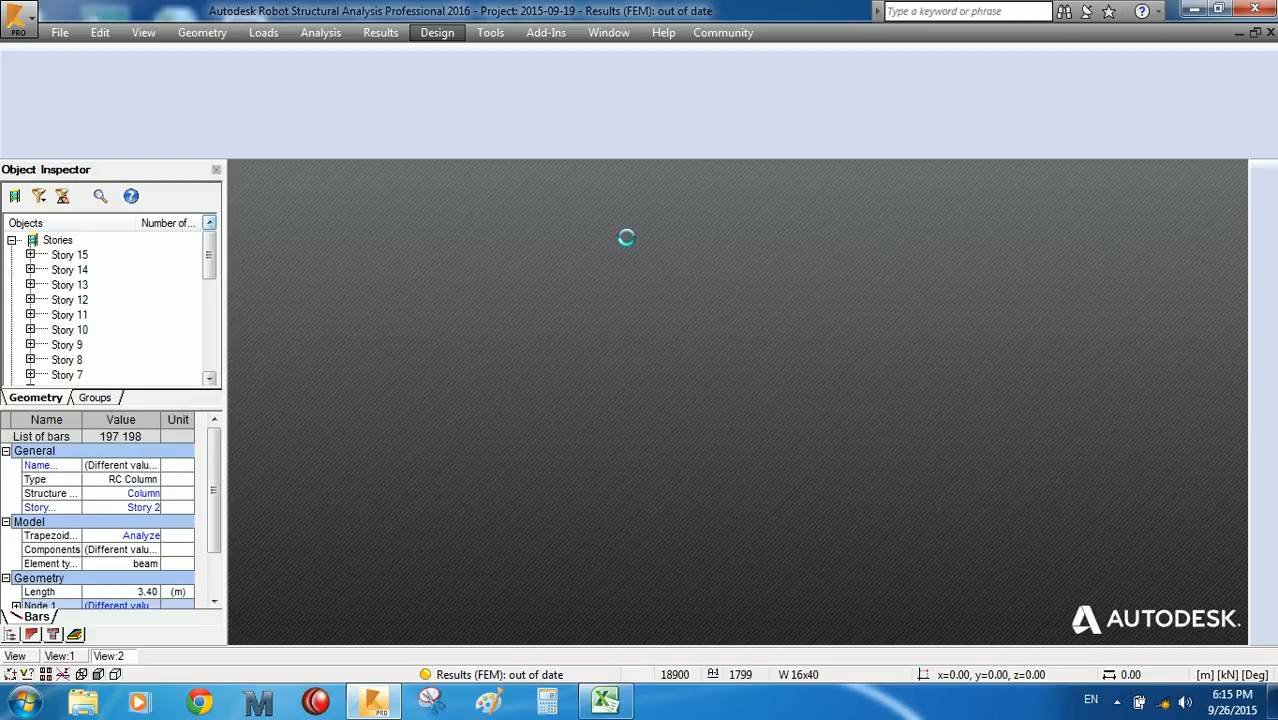 Autodesk Robot Structural Analysis Professional 2016 - Project: 2015-09-19 - Results (FEM): out of date
Type a keyword or phrase
PRO
File Edit View Geometry Loads Analysis Results Design Tools Add-Ins Window Help Community
Object Inspector
Objects Number of...
Stories
Story 15
Story 14
Story 13
Story 12
Story 11
Story 10
Story 9
Story 8
Story 7
Geometry Groups
Name Value Unit
List of bars 197 198
General
Name... (Different valu...
Type RC Column
Structure ... Column
Story... Story 2
Model
Trapezoid... Analyze
Components (Different valu...
Element ty... beam
Geometry
Length 3.40 (m)
Node 1 (Different valu
Bars
AUTODESK.
View View:1 View:2
Results (FEM): out of date 18900 1799 W 16x40 x=0.00, y=0.00, z=0.00 0.00 [m] [kN] [Deg]
PRO
EN 6:15 PM
9/26/2015